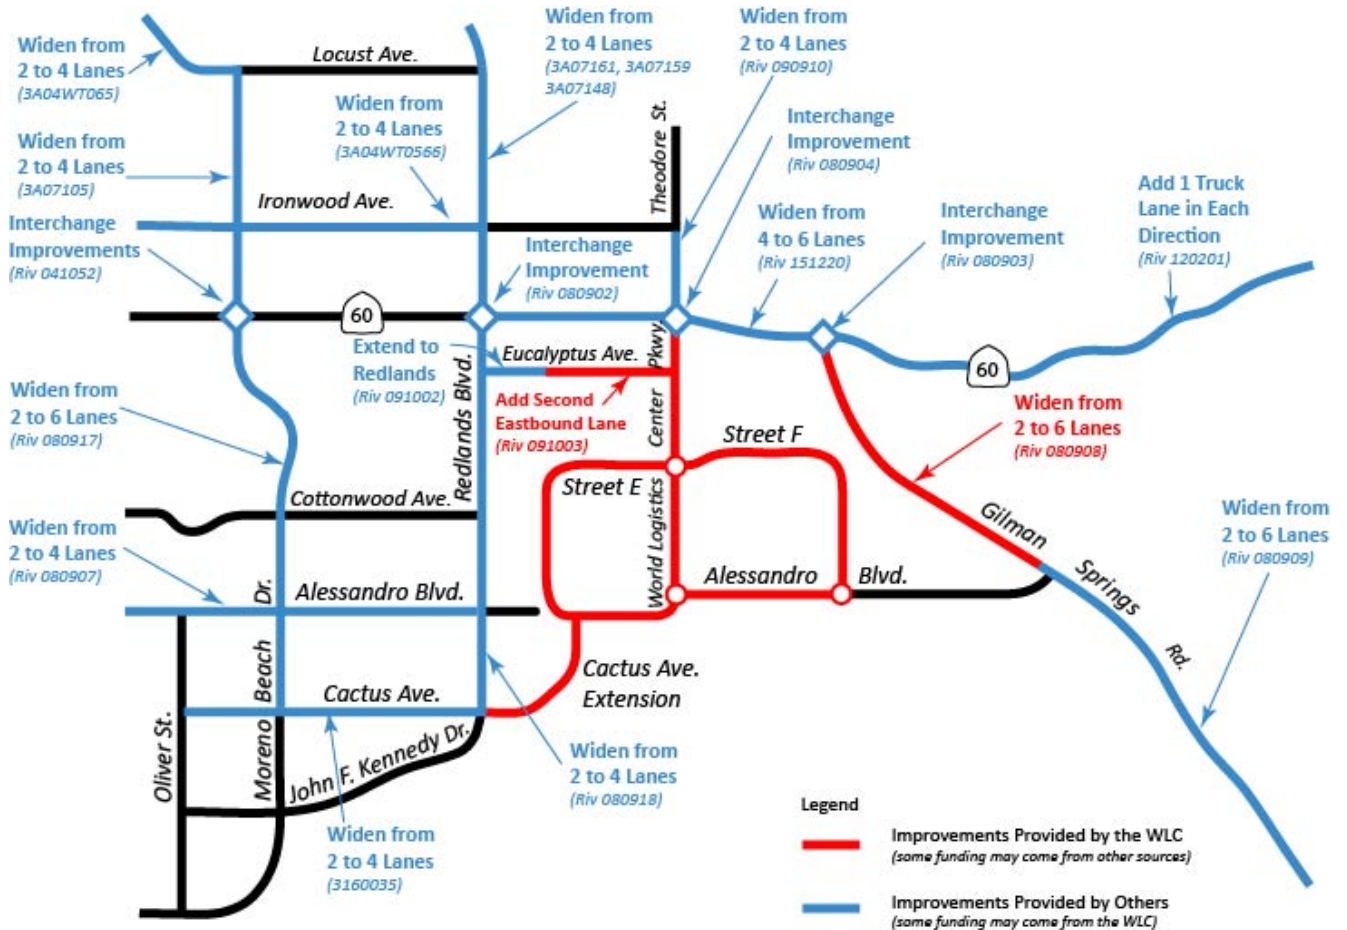 Widen from
2 to 4 Lanes
(3A04WT065)
Locust Ave.
Widen from
2 to 4 Lanes
(3A07161, 3A07159
3A07148)
Widen from
2 to 4 Lanes
(Riv 090910)
Widen from
2 to 4 Lanes
(3A04WT0566)
Theodore St.
Interchange
Improvement
(Riv 080904)
Widen from
2 to 4 Lanes
(3A07105)
Ironwood Ave.
Add 1 Truck
Lane in Each
Direction
(Riv 120201)
Interchange
Improvements
(Riv 041052)
Interchange
Improvement
(Riv 080902)
Widen from
4 to 6 Lanes
(Riv 151220)
Interchange
Improvement
(Riv 080903)
60
60
Extend to
Redlands
(Riv 091002)
Eucalyptus Ave.
Redlands Blvd.
World Logistics Center Pkwy.
Add Second
Eastbound Lane
(Riv 091003)
Widen from
2 to 6 Lanes
(Riv 080908)
Widen from
2 to 6 Lanes
(Riv 080917)
Street F
Street E
Cottonwood Ave.
Gilman Springs Rd.
Widen from
2 to 6 Lanes
(Riv 080909)
Widen from
2 to 4 Lanes
(Riv 080907)
Alessandro Blvd.
Alessandro Blvd.
Moreno Beach Dr.
Cactus Ave.
Cactus Ave.
Extension
Oliver St.
John F. Kennedy Dr.
Widen from
2 to 4 Lanes
(Riv 080918)
Widen from
2 to 4 Lanes
(3160035)
Legend
Improvements Provided by the WLC
(some funding may come from other sources)
Improvements Provided by Others
(some funding may come from the WLC)